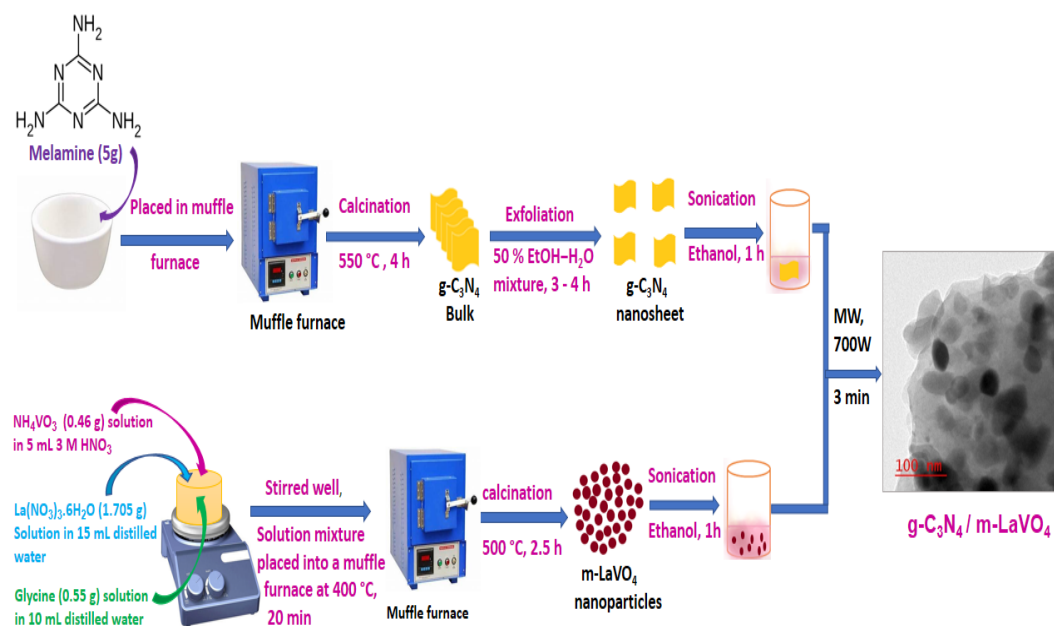 NH₂
N
N
H₂N
N
NH₂
Melamine (5g)
Placed in muffle
furnace
Muffle furnace
Calcination
550 °C , 4 h
g-C₃N₄
Bulk
Exfoliation
50 % EtOH–H₂O
mixture, 3 - 4 h
g-C₃N₄
nanosheet
Sonication
Ethanol, 1 h
MW,
700W
3 min
100 nm
g-C₃N₄ / m-LaVO₄
NH₄VO₃ (0.46 g) solution
in 5 mL 3 M HNO₃
La(NO₃)₃.6H₂O (1.705 g)
Solution in 15 mL distilled
water
Glycine (0.55 g) solution
in 10 mL distilled water
Stirred well,
Solution mixture
placed into a muffle
furnace at 400 °C,
20 min
Muffle furnace
calcination
500 °C, 2.5 h
m-LaVO₄
nanoparticles
Sonication
Ethanol, 1h